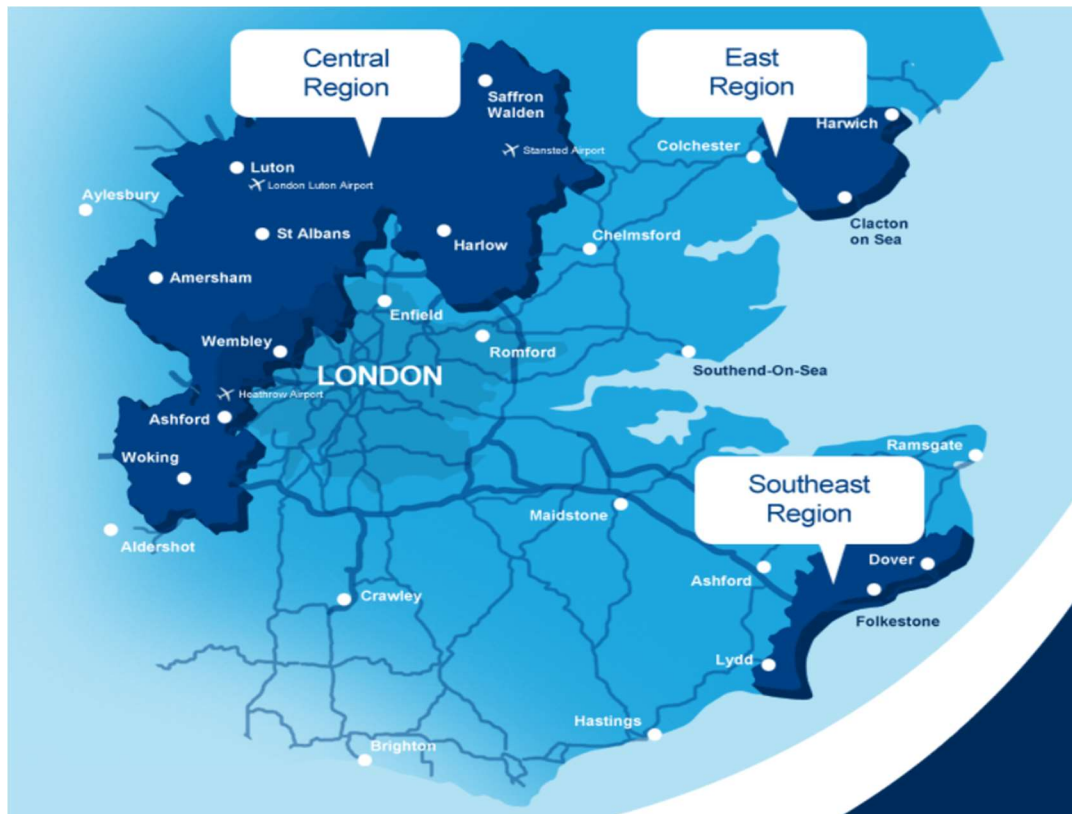 Central
Region
East
Region
Saffron
Walden
Harwich
Stansted Airport
Colchester
Luton
London Luton Airport
Aylesbury
Clacton
on Sea
St Albans
Harlow
Chelmsford
Amersham
Enfield
Wembley
Romford
LONDON
Southend-On-Sea
Heathrow Airport
Ashford
Ramsgate
Woking
Southeast
Region
Maidstone
Aldershot
Dover
Ashford
Crawley
Folkestone
Lydd
Hastings
Brighton